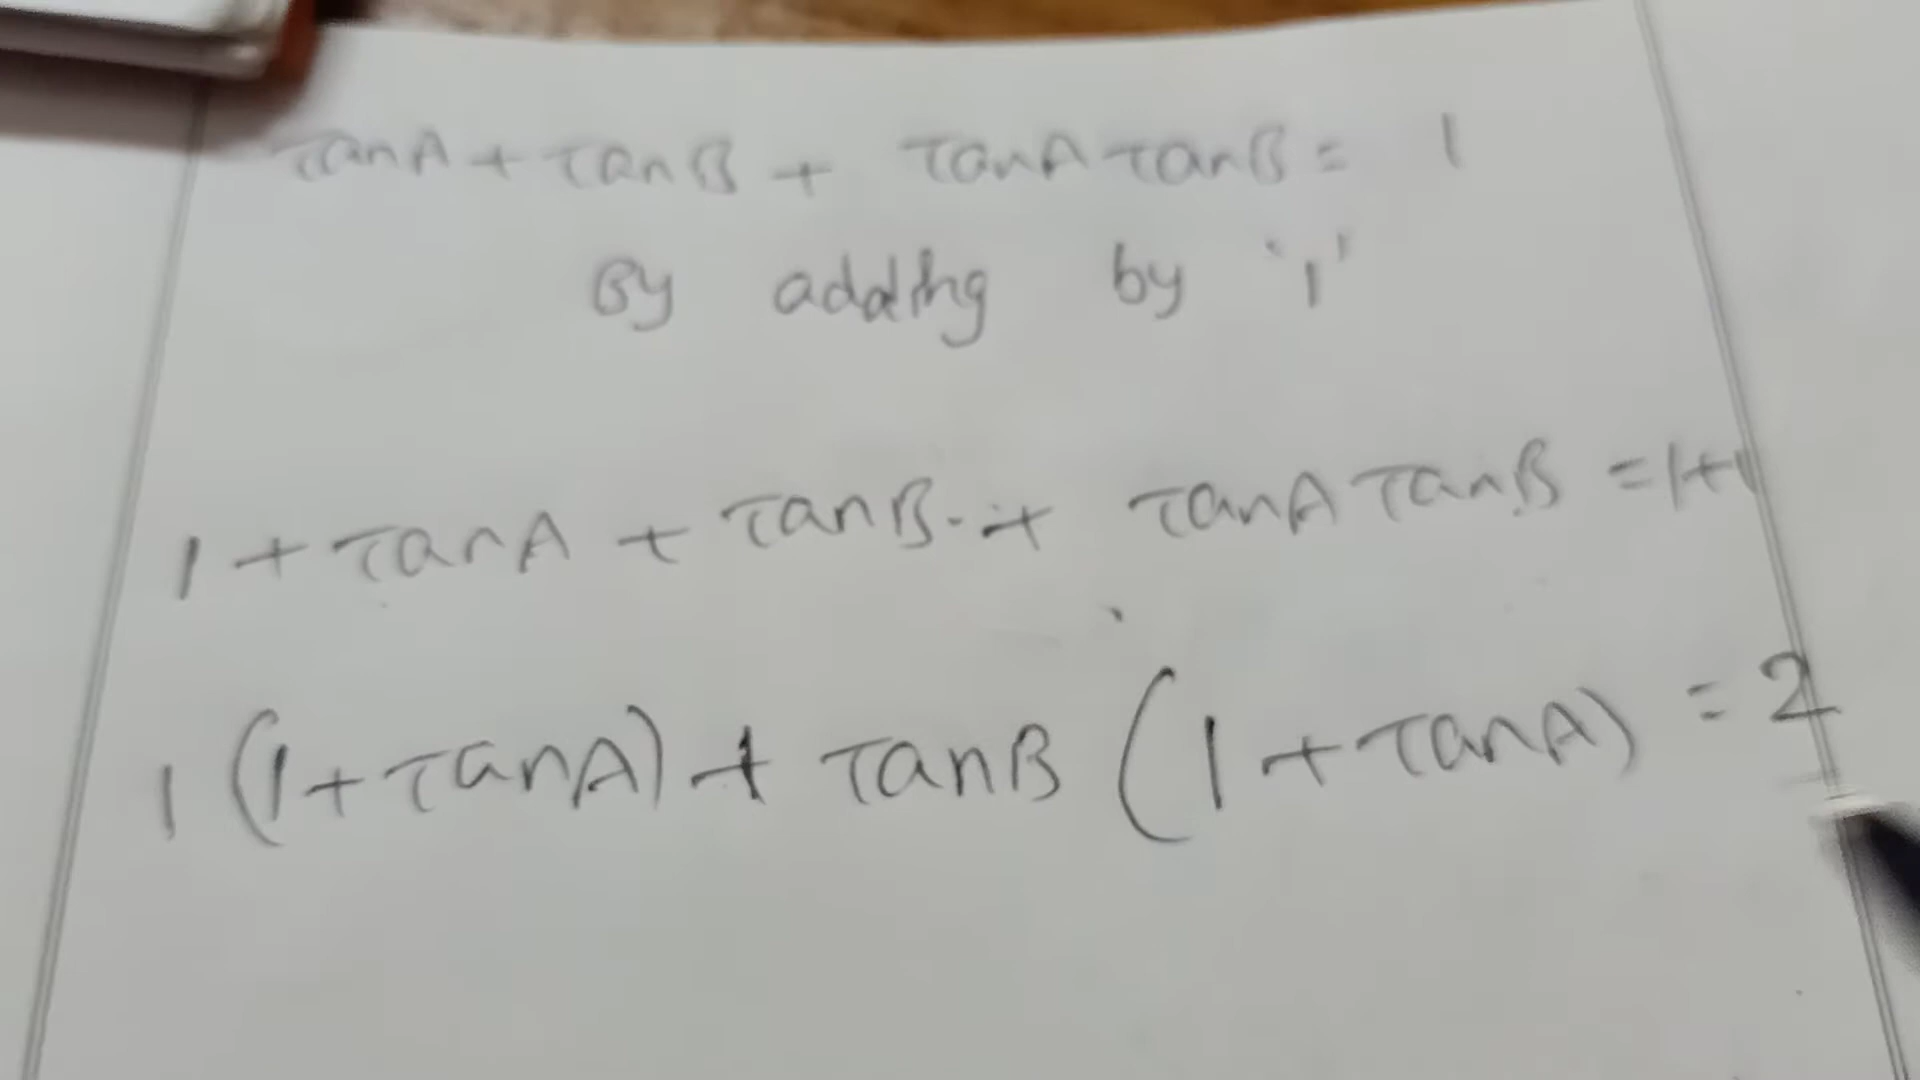 TanA + TanB + TanA TanB = 1
By adding by '1'
1 + TanA + TanB + TanA TanB = 1+1
1 (1 + TanA) + TanB (1 + TanA) = 2